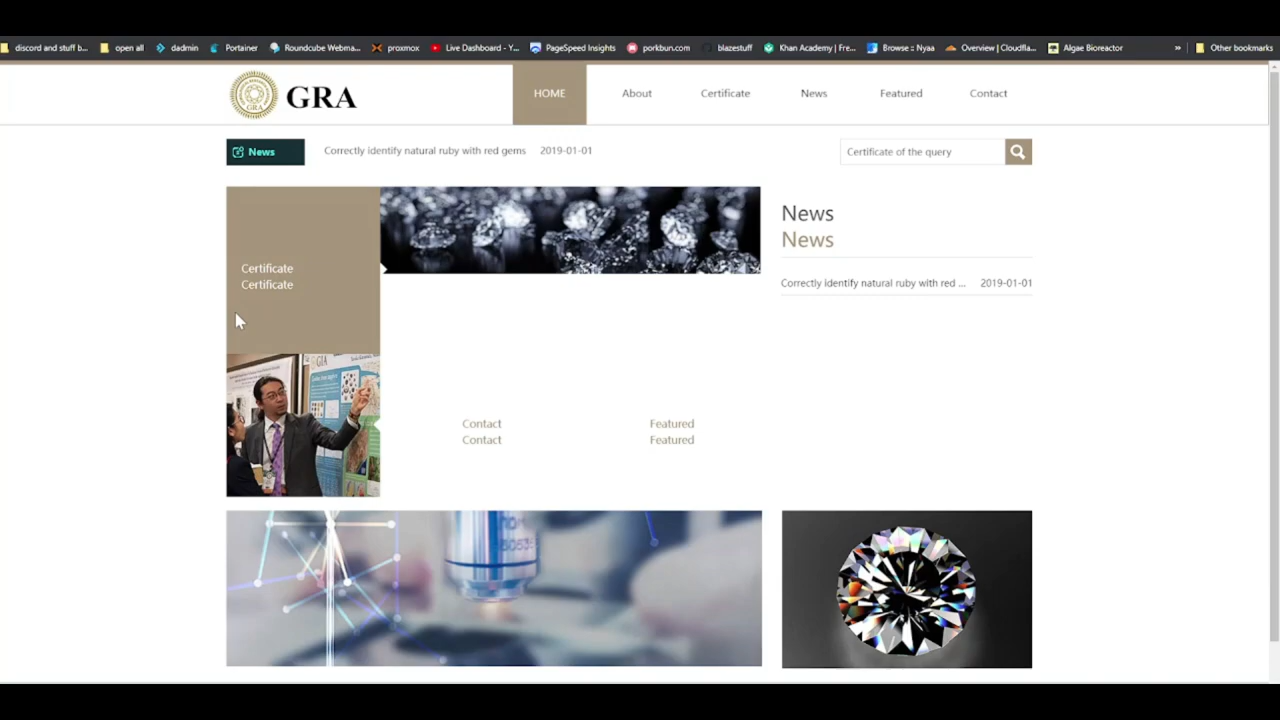 discord and stuff b...
open all
dadmin
Portainer
Roundcube Webma...
proxmox
Live Dashboard - Y...
PageSpeed Insights
porkbun.com
blazestuff
Khan Academy | Fre...
Browse :: Nyaa
Overview | Cloudfla...
Algae Bioreactor
»
Other bookmarks
GRA
GRA
HOME
About
Certificate
News
Featured
Contact
News
Correctly identify natural ruby with red gems 2019-01-01
Certificate of the query
Certificate
Certificate
News
News
Correctly identify natural ruby with red ... 2019-01-01
GIA
Contact
Contact
Featured
Featured